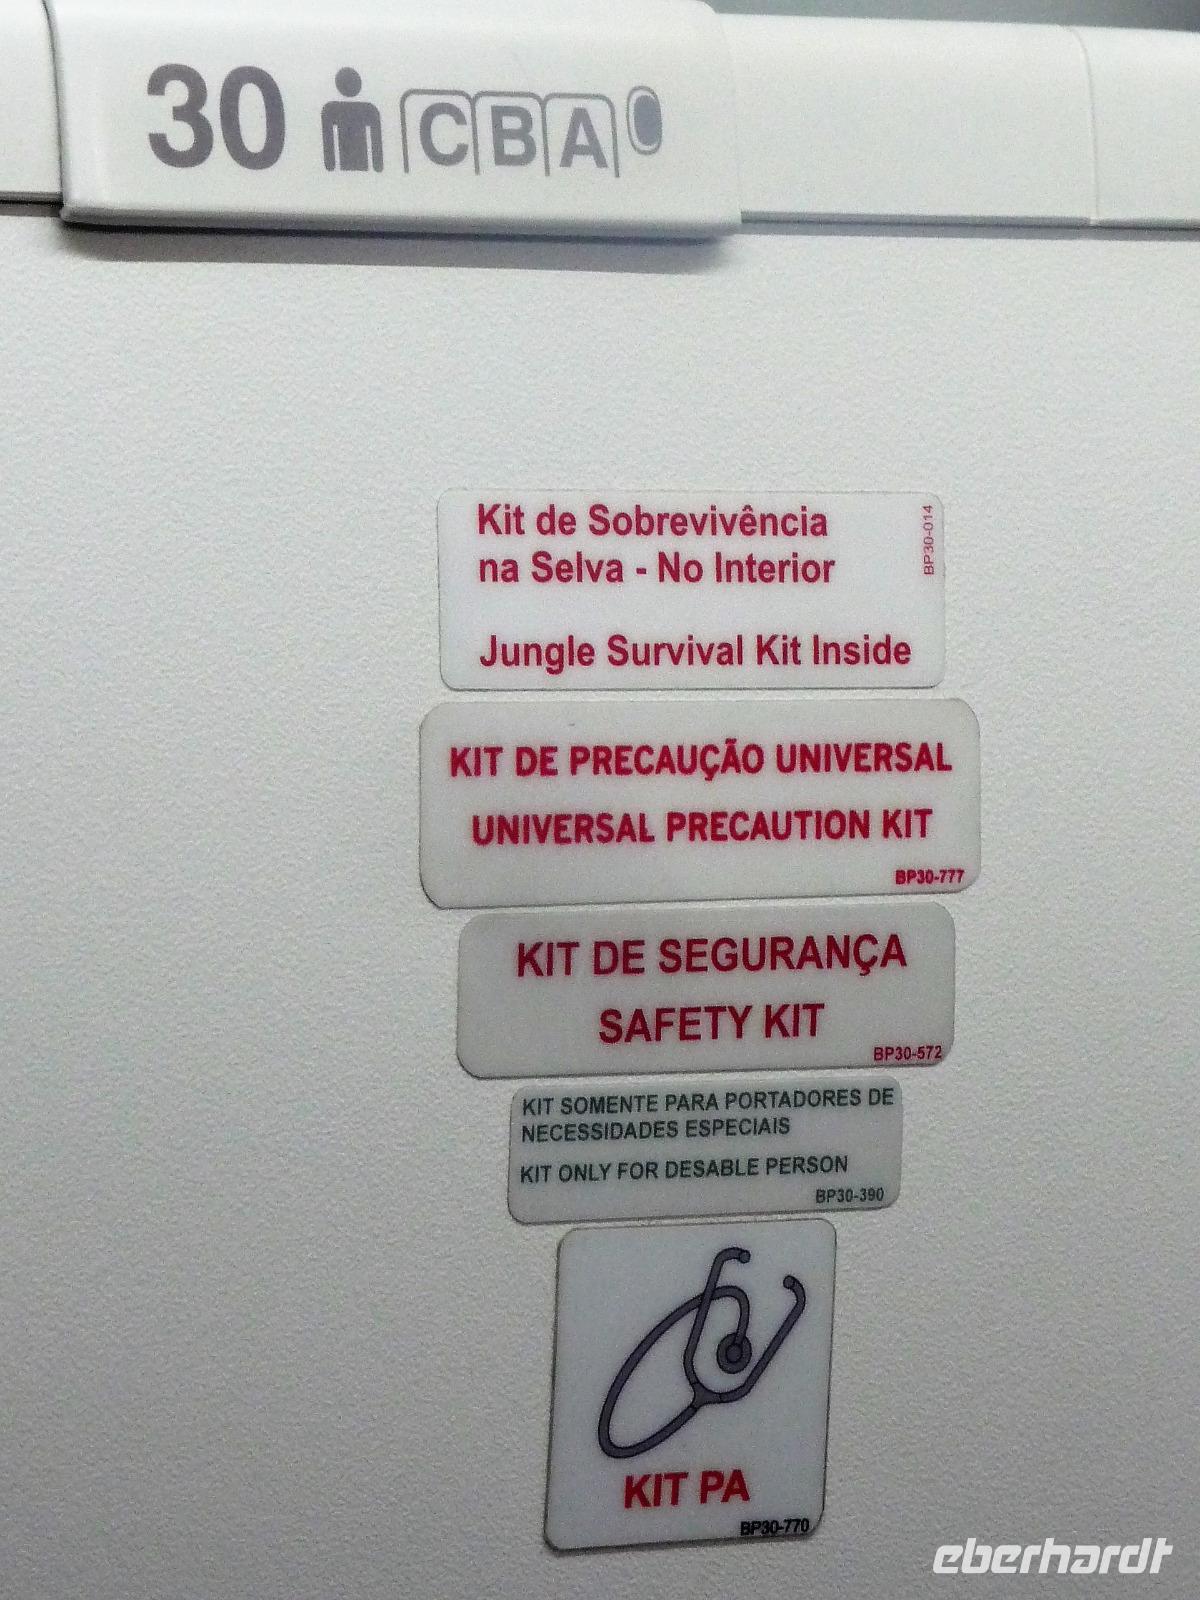 30 CBA
Kit de Sobrevivência
na Selva - No Interior
BP30-014
Jungle Survival Kit Inside
KIT DE PRECAUÇÃO UNIVERSAL
UNIVERSAL PRECAUTION KIT
BP30-777
KIT DE SEGURANÇA
SAFETY KIT
BP30-572
KIT SOMENTE PARA PORTADORES DE
NECESSIDADES ESPECIAIS
KIT ONLY FOR DESABLE PERSON
BP30-390
KIT PA
BP30-770
eberhardt